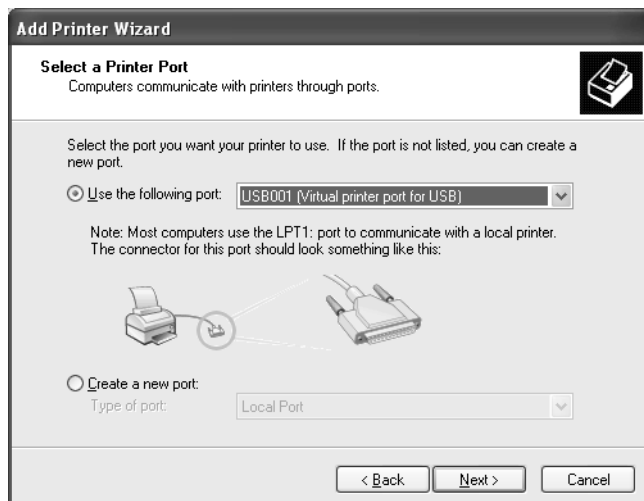 Add Printer Wizard
Select a Printer Port
Computers communicate with printers through ports.
Select the port you want your printer to use. If the port is not listed, you can create a
new port.
Use the following port: USB001 (Virtual printer port for USB)
Note: Most computers use the LPT1: port to communicate with a local printer.
The connector for this port should look something like this:
Create a new port:
Type of port: Local Port
< Back Next > Cancel